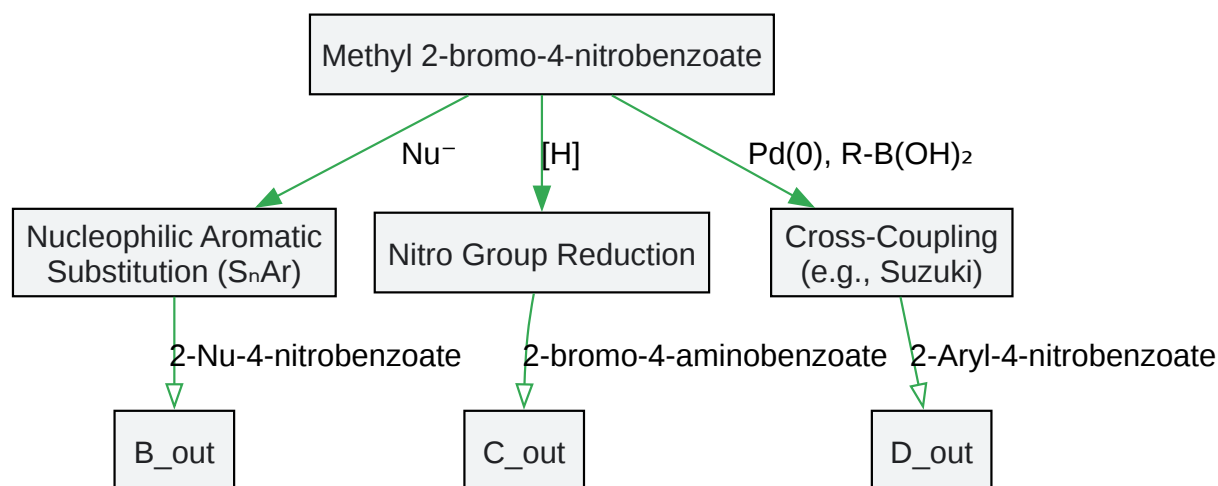 Methyl 2-bromo-4-nitrobenzoate
Nu⁻
[H]
Pd(0), R-B(OH)₂
Nucleophilic Aromatic
Substitution (SₙAr)
Nitro Group Reduction
Cross-Coupling
(e.g., Suzuki)
2-Nu-4-nitrobenzoate
2-bromo-4-aminobenzoate
2-Aryl-4-nitrobenzoate
B_out
C_out
D_out